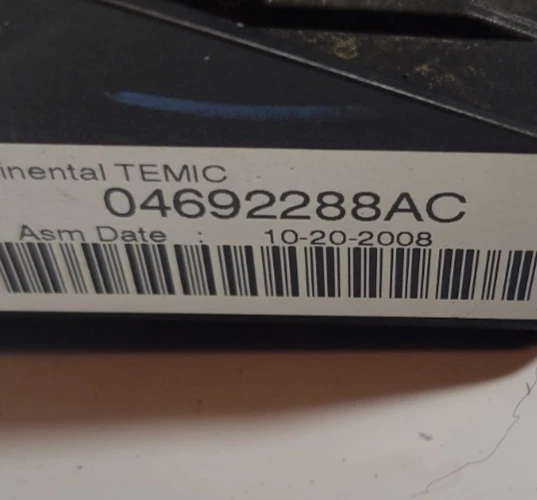 inental TEMIC
04692288AC
Asm Date : 10-20-2008